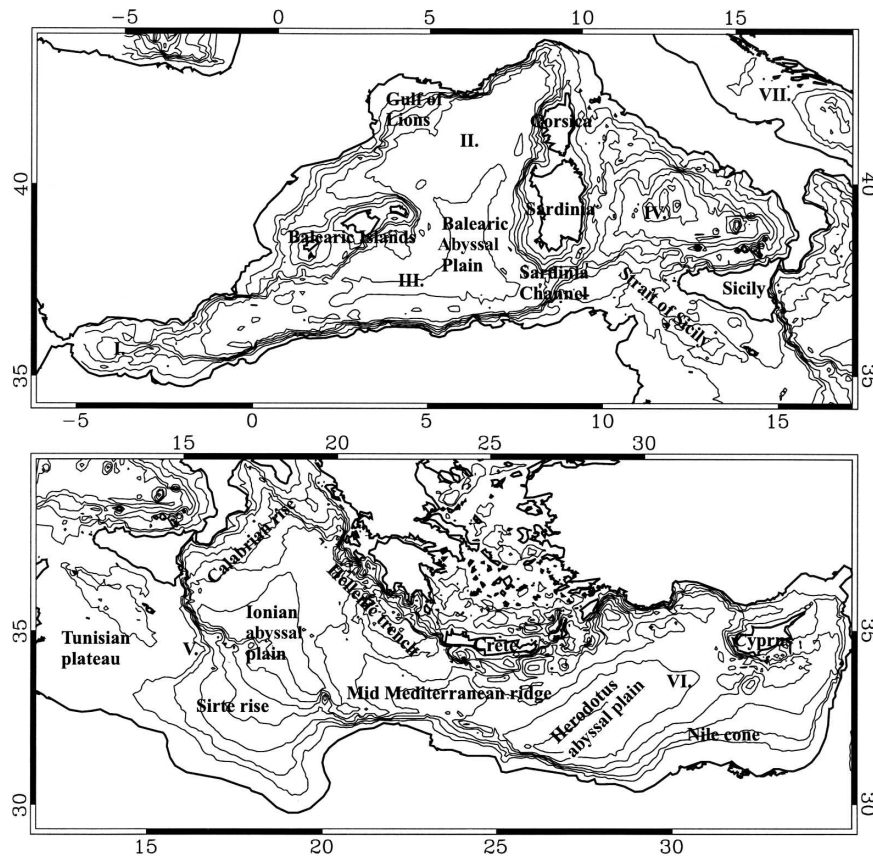 -5 0 5 10 15
Gulf of
Lions
II.
VII.
Corsica
40
40
Sardinia
IV.
Balearic Islands
Balearic
Abyssal
Plain
III.
Sardinia
Channel
Strait of Sicily
Sicily
I.
35
35
-5 0 5 10 15
15 20 25 30
Calabrian rise
Hellenic trench
35
Ionian
abyssal
plain
Tunisian
plateau
V.
Crete
Cyprus
35
Sirte rise
Mid Mediterranean ridge
VI.
Herodotus
abyssal plain
Nile cone
30
30
15 20 25 30